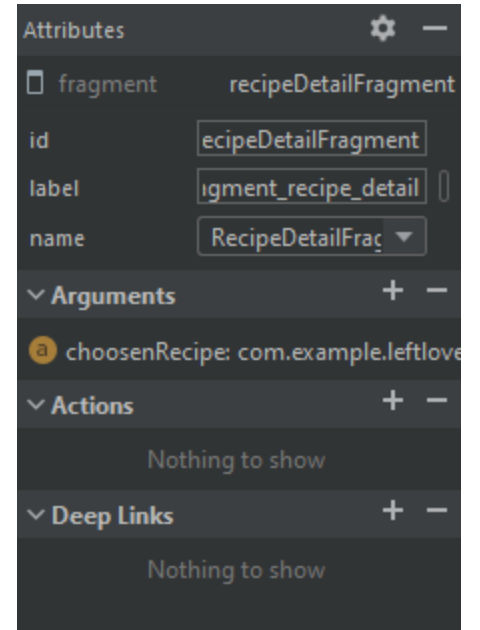 Attributes
fragment recipeDetailFragment
id ecipeDetailFragment
label ıgment_recipe_detail
name RecipeDetailFrag
Arguments
a choosenRecipe: com.example.leftlove
Actions
Nothing to show
Deep Links
Nothing to show